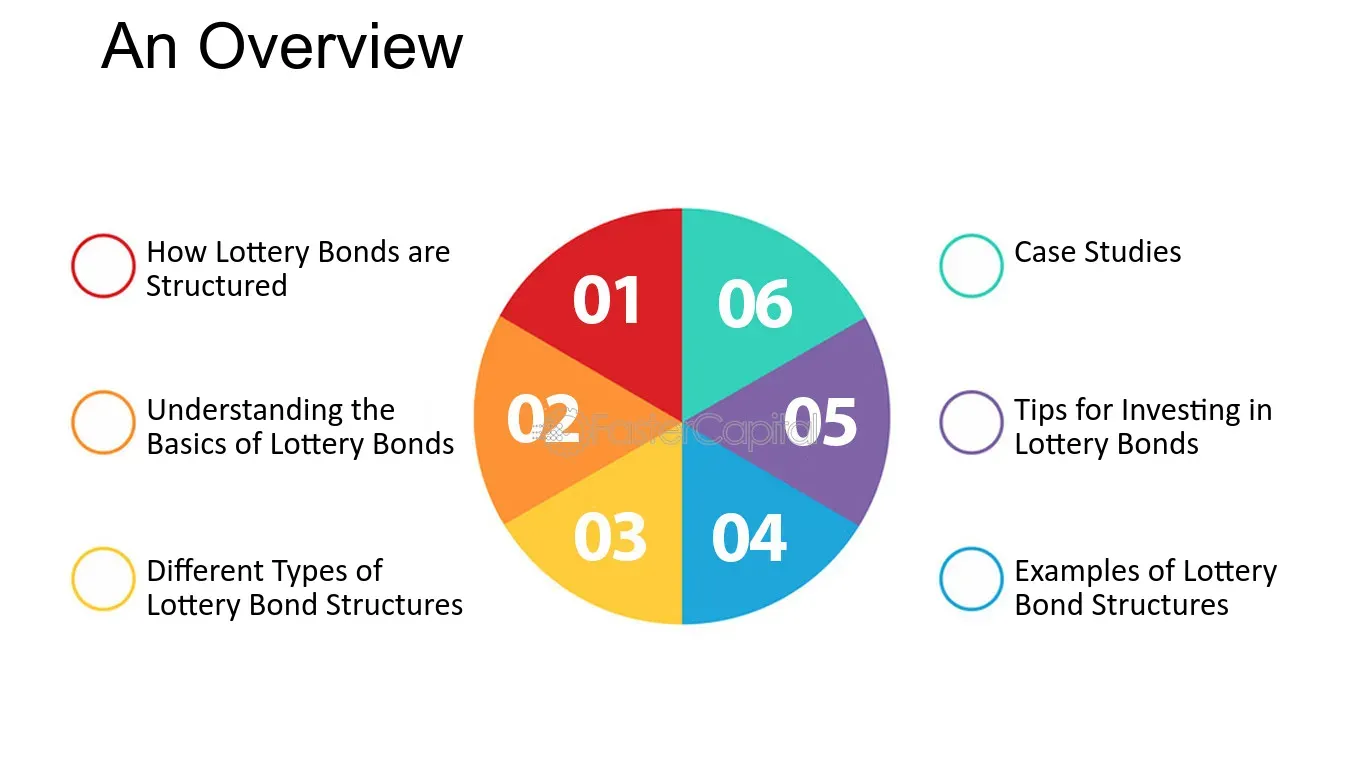 An Overview
How Lottery Bonds are
Structured
Understanding the
Basics of Lottery Bonds
Different Types of
Lottery Bond Structures
01
06
02
05
03
04
FasterCapital
Case Studies
Tips for Investing in
Lottery Bonds
Examples of Lottery
Bond Structures